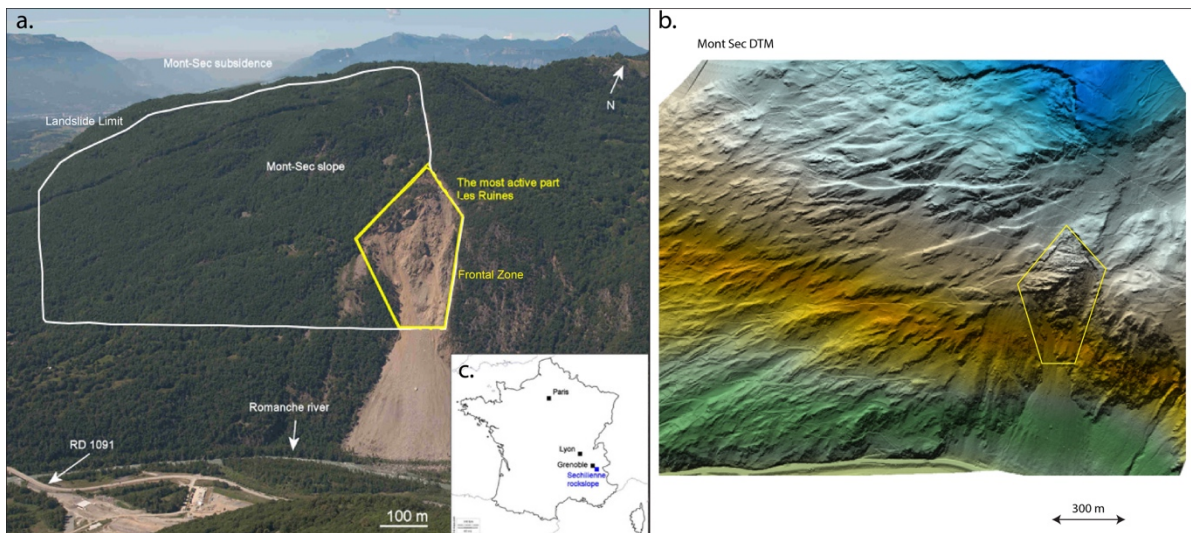 a.
Mont-Sec subsidence
N
Landslide Limit
Mont-Sec slope
The most active part
Les Ruines
Frontal Zone
Romanche river
RD 1091
100 m
c.
Paris
Lyon
Grenoble
Sechilienne
rockslope
b.
Mont Sec DTM
300 m